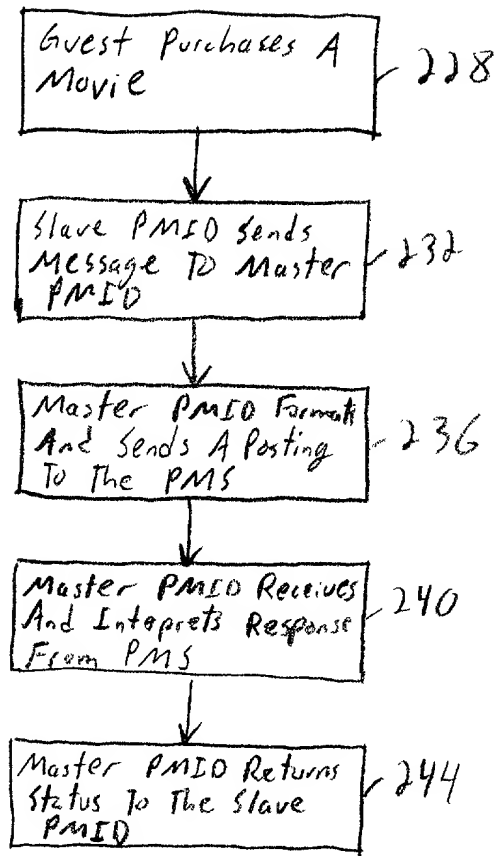 Guest Purchases A
Movie
228
Slave PMID Sends
Message To Master
PMID
232
Master PMID Formats
And Sends A Posting
To The PMS
236
Master PMID Receives
And Inteprets Response
From PMS
240
Master PMID Returns
Status To The Slave
PMID
244